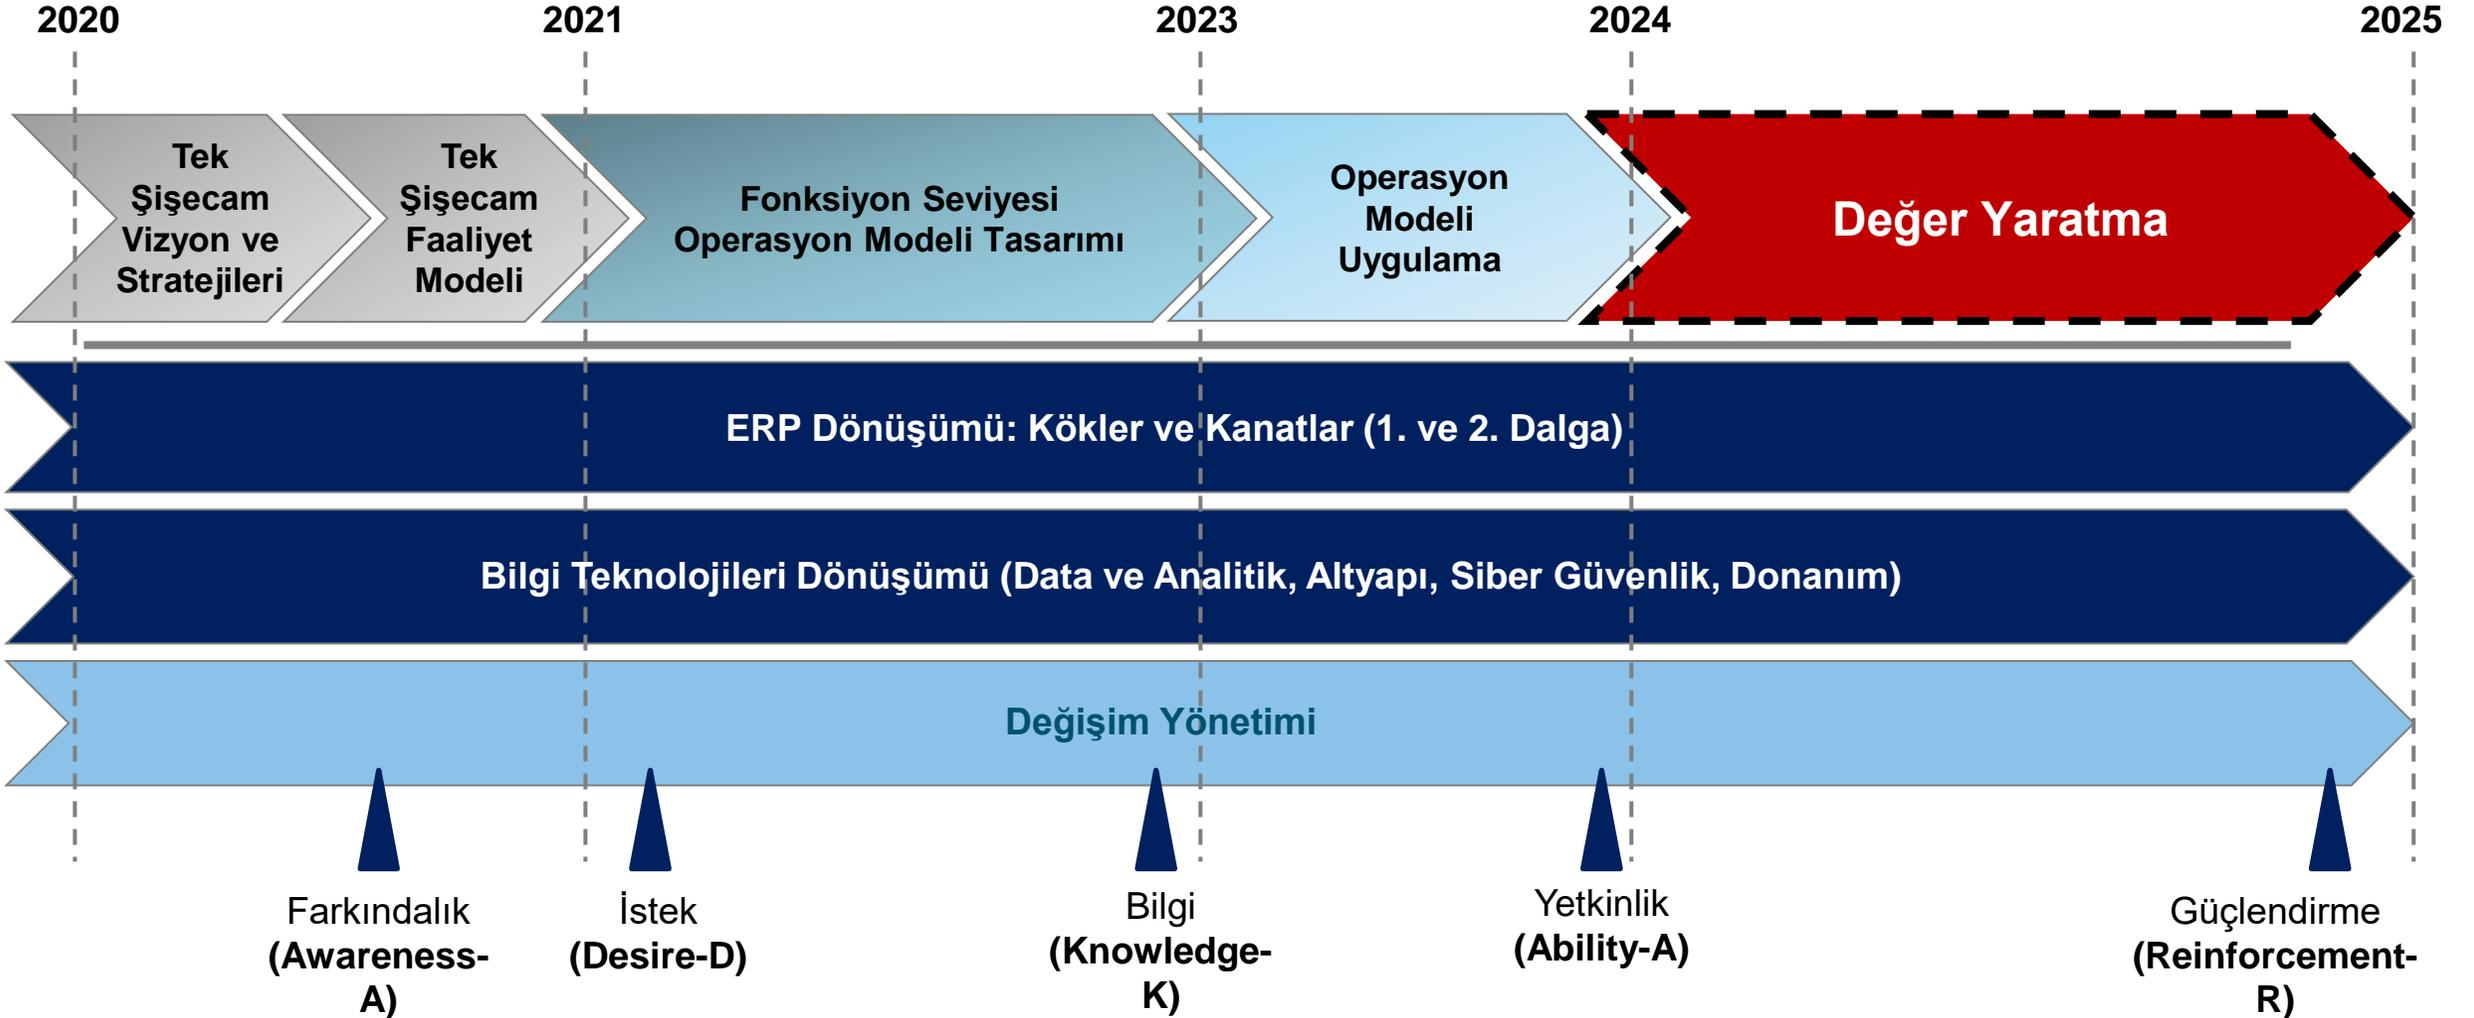 2020
2021
2023
2024
2025
Tek
Şişecam
Vizyon ve
Stratejileri
Tek
Şişecam
Faaliyet
Modeli
Fonksiyon Seviyesi
Operasyon Modeli Tasarımı
Operasyon
Modeli
Uygulama
Değer Yaratma
ERP Dönüşümü: Kökler ve Kanatlar (1. ve 2. Dalga)
Bilgi Teknolojileri Dönüşümü (Data ve Analitik, Altyapı, Siber Güvenlik, Donanım)
Değişim Yönetimi
Farkındalık
(Awareness-
A)
İstek
(Desire-D)
Bilgi
(Knowledge-
K)
Yetkinlik
(Ability-A)
Güçlendirme
(Reinforcement-
R)